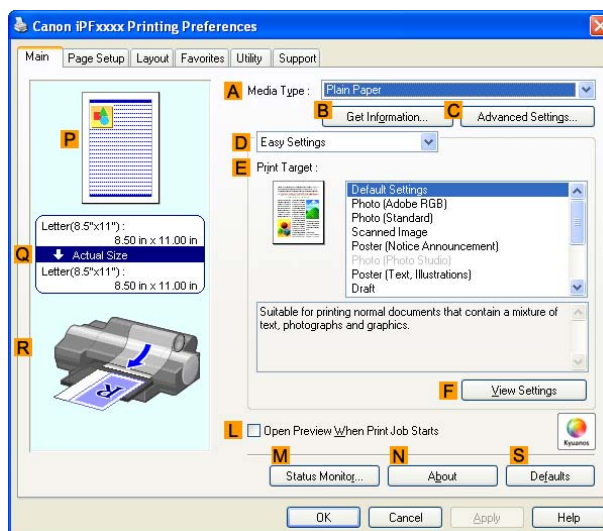 Canon iPFxxxx Printing Preferences
Main Page Setup Layout Favorites Utility Support
A Media Type : Plain Paper
B Get Information... C Advanced Settings...
D Easy Settings
E Print Target :
Default Settings
Photo (Adobe RGB)
Photo (Standard)
Scanned Image
Poster (Notice Announcement)
Photo (Photo Studio)
Poster (Text, Illustrations)
Draft
Suitable for printing normal documents that contain a mixture of
text, photographs and graphics.
F View Settings
P
Letter(8.5"x11") :
8.50 in x 11.00 in
Q Actual Size
Letter(8.5"x11") :
8.50 in x 11.00 in
R
R
L Open Preview When Print Job Starts
Kyuanos
M Status Monitor... N About S Defaults
OK Cancel Apply Help